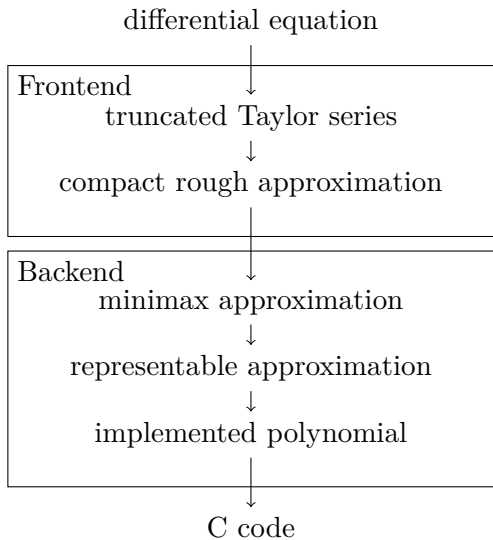 differential equation
Frontend
truncated Taylor series
compact rough approximation
Backend
minimax approximation
representable approximation
implemented polynomial
C code